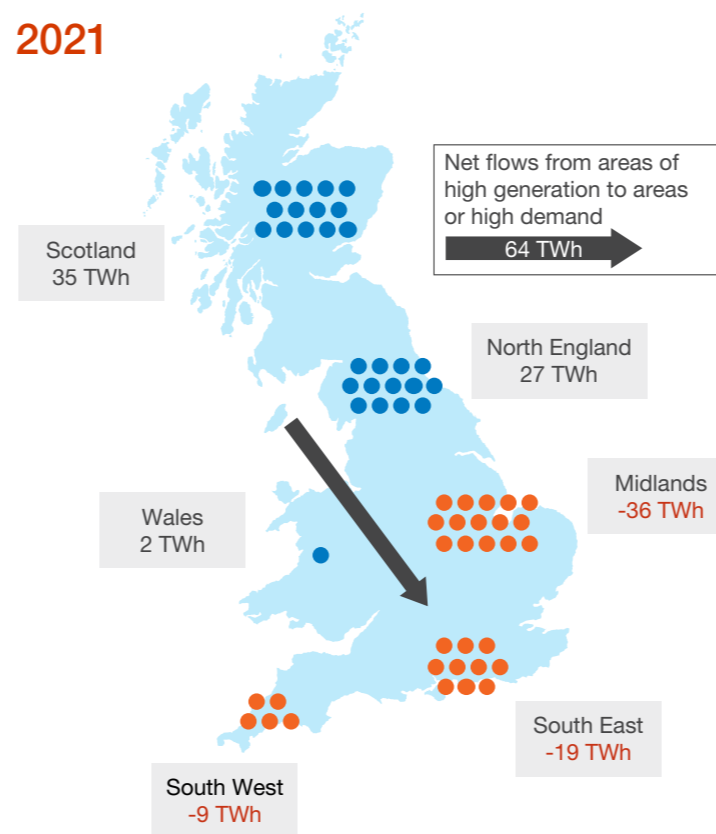 2021
Net flows from areas of
high generation to areas
or high demand
64 TWh
Scotland
35 TWh
North England
27 TWh
Midlands
-36 TWh
Wales
2 TWh
South East
-19 TWh
South West
-9 TWh